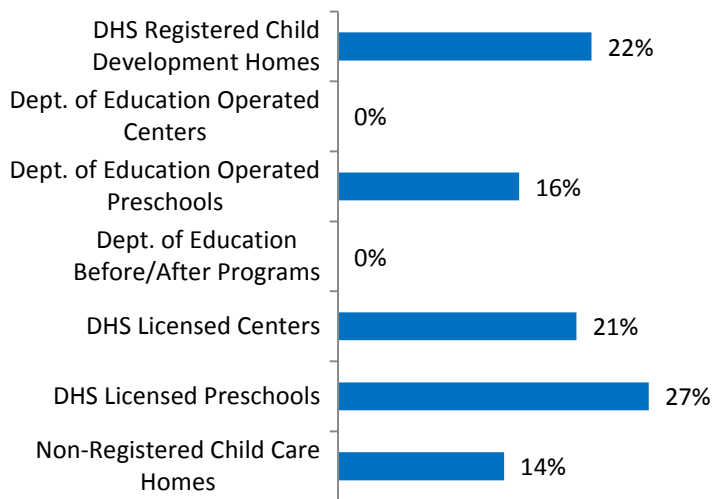 DHS Registered Child
Development Homes
22%
Dept. of Education Operated
Centers
0%
Dept. of Education Operated
Preschools
16%
Dept. of Education
Before/After Programs
0%
DHS Licensed Centers
21%
DHS Licensed Preschools
27%
Non-Registered Child Care
Homes
14%